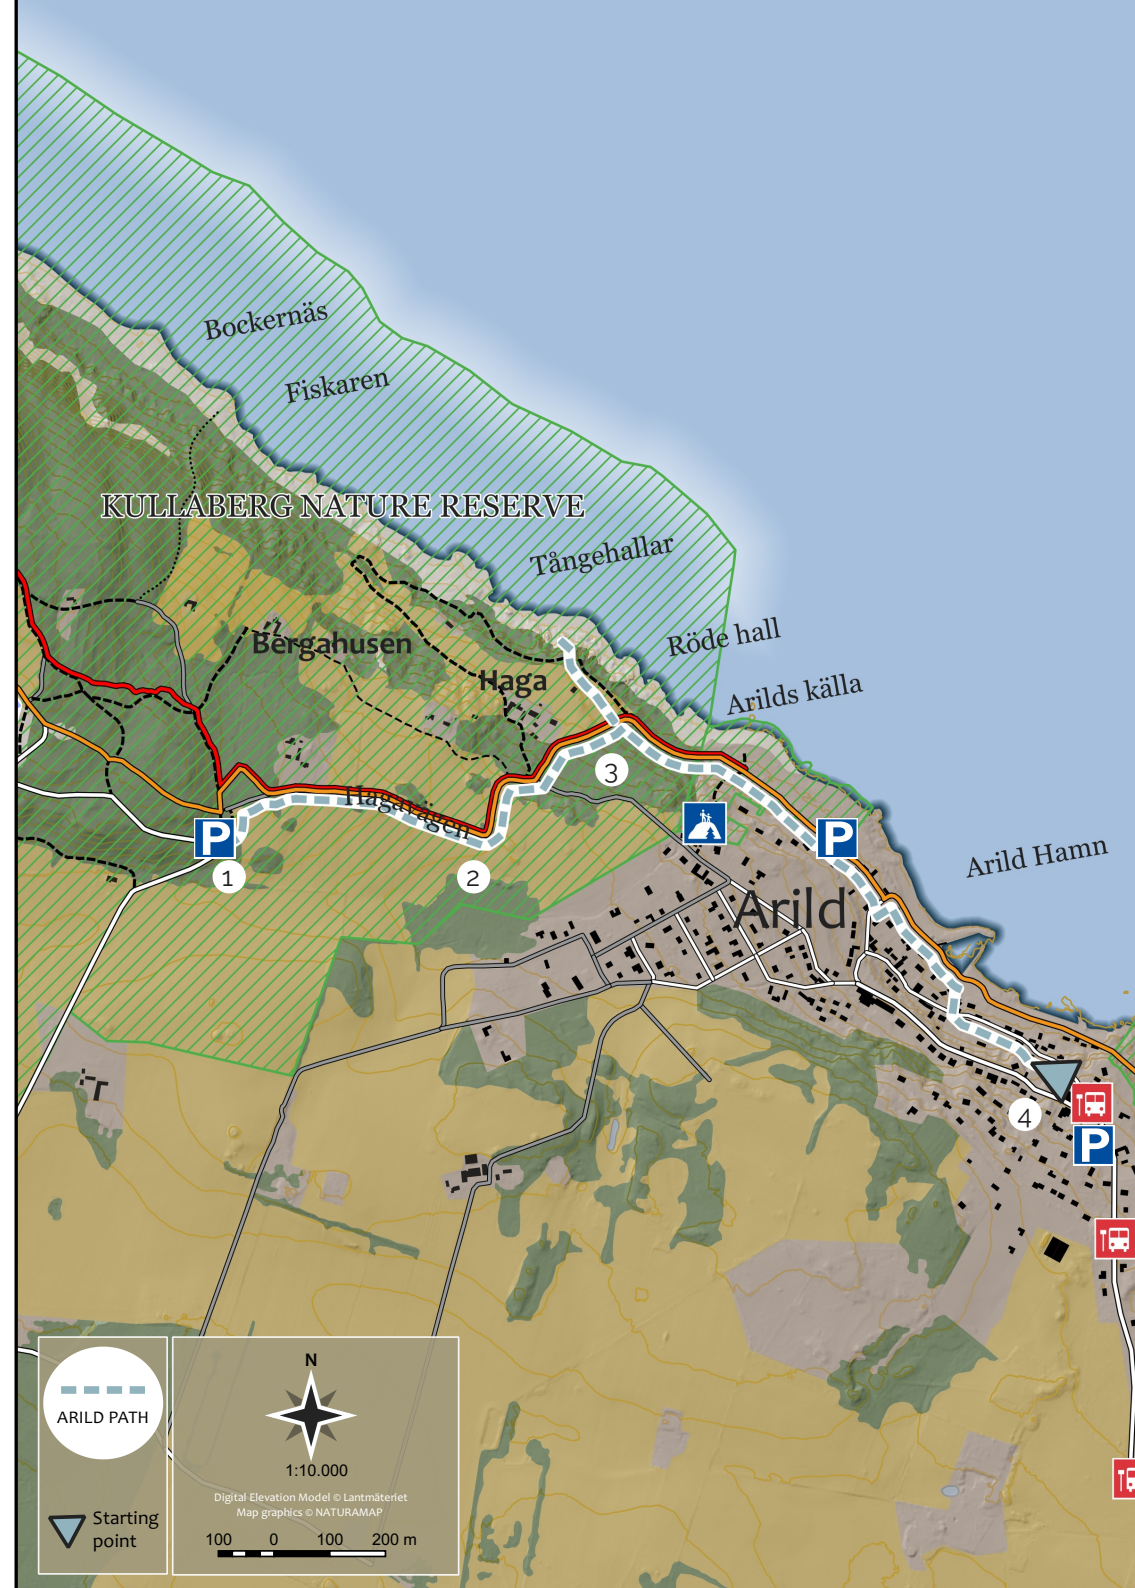 Bockernäs
Fiskaren
KULLABERG NATURE RESERVE
Tångehallar
Röde hall
Bergahusen
Haga
Arilds källa
3
Hagavägen
P
P
1
2
Arild Hamn
Arild
4
P
N
ARILD PATH
1:10.000
Digital Elevation Model © Lantmäteriet
Map graphics © NATURAMAP
Starting
point
100 0 100 200 m